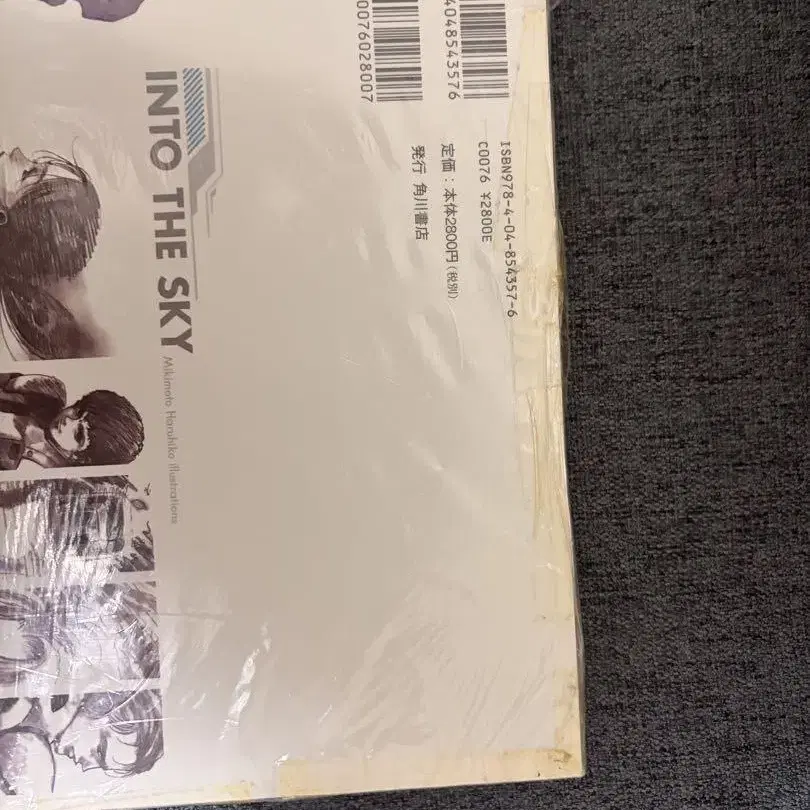 4048543576
0076028007
ISBN978-4-04-854357-6
C0076 ¥2800E
定価：本体2800円（税別）
発行 角川書店
INTO THE SKY
Mikimoto Haruhiko illustrations